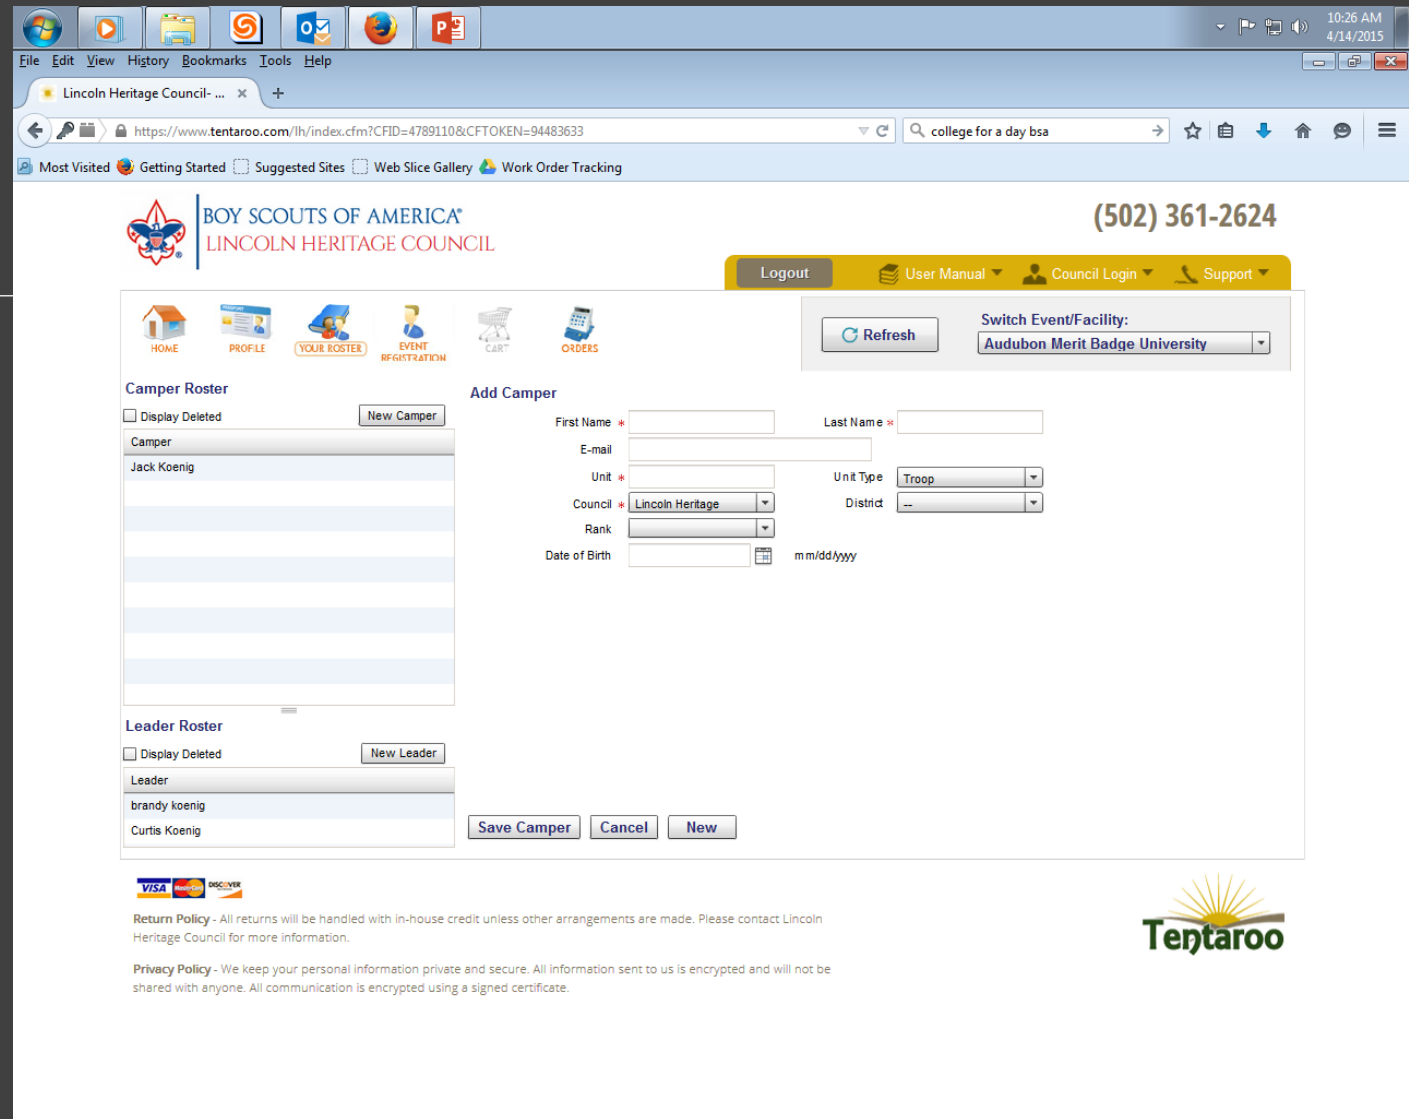 10:26 AM
4/14/2015
File Edit View History Bookmarks Tools Help
Lincoln Heritage Council- ... × +
https://www.tentaroo.com/lh/index.cfm?CFID=4789110&CFTOKEN=94483633
college for a day bsa
Most Visited Getting Started Suggested Sites Web Slice Gallery Work Order Tracking
BOY SCOUTS OF AMERICA®
LINCOLN HERITAGE COUNCIL
(502) 361-2624
Logout User Manual Council Login Support
HOME PROFILE YOUR ROSTER EVENT REGISTRATION CART ORDERS
Refresh
Switch Event/Facility:
Audubon Merit Badge University
Camper Roster
Display Deleted New Camper
Camper
Jack Koenig
Add Camper
First Name * Last Name *
E-mail
Unit * Unit Type Troop
Council * Lincoln Heritage District --
Rank
Date of Birth mm/dd/yyyy
Leader Roster
Display Deleted New Leader
Leader
brandy koenig
Curtis Koenig
Save Camper Cancel New
VISA MasterCard DISCOVER
Return Policy - All returns will be handled with in-house credit unless other arrangements are made. Please contact Lincoln
Heritage Council for more information.
Privacy Policy - We keep your personal information private and secure. All information sent to us is encrypted and will not be
shared with anyone. All communication is encrypted using a signed certificate.
Tentaroo